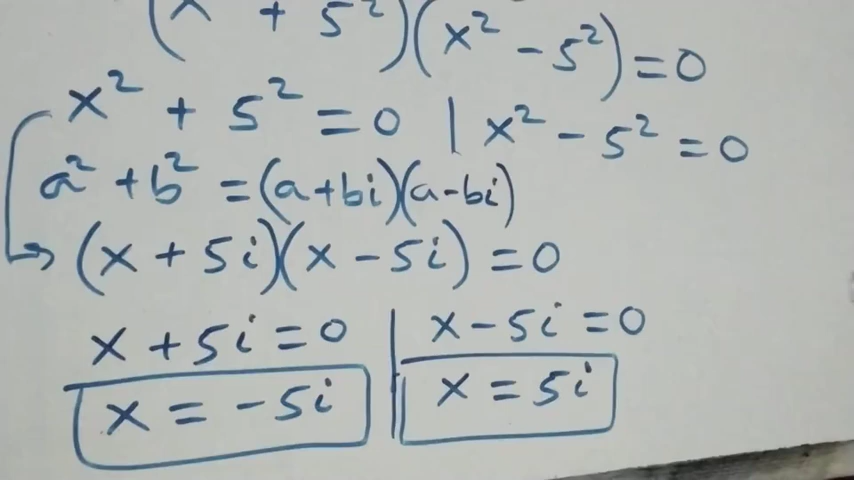 (x² + 5²)(x² - 5²) = 0
x² + 5² = 0 | x² - 5² = 0
a² + b² = (a + bi)(a - bi)
(x + 5i)(x - 5i) = 0
x + 5i = 0 | x - 5i = 0
x = -5i | x = 5i